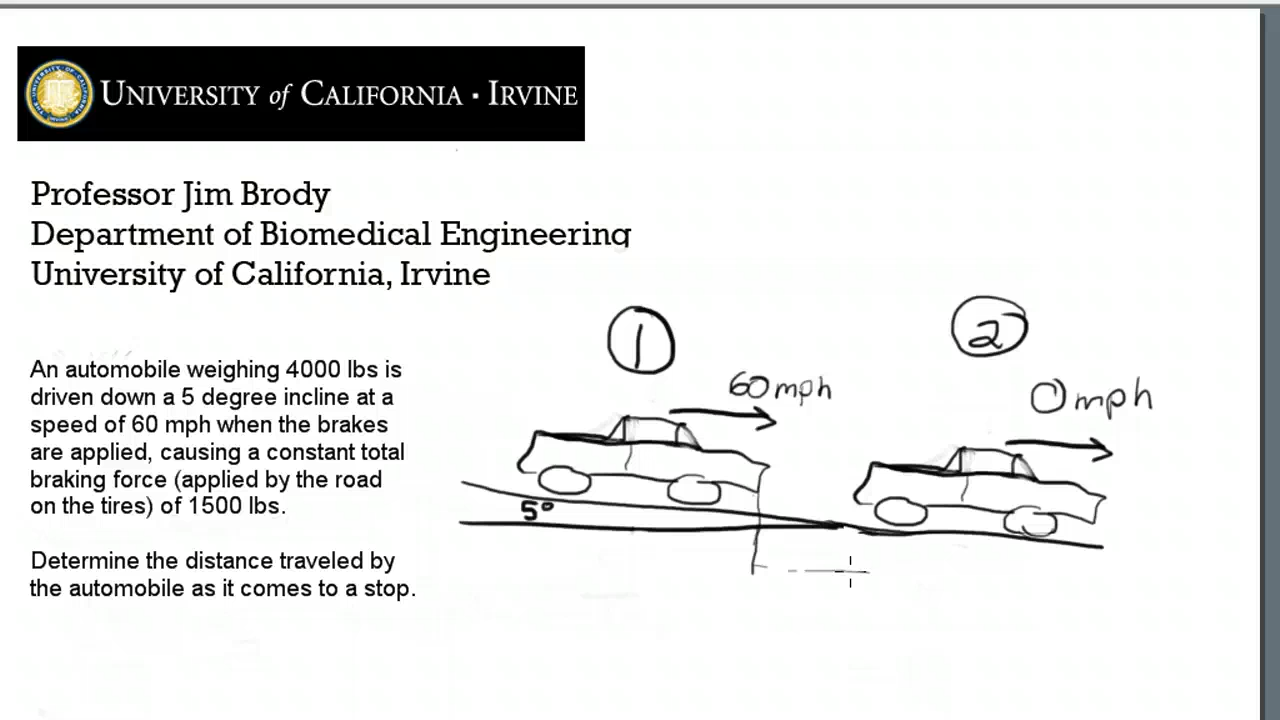 UNIVERSITY of CALIFORNIA · IRVINE
Professor Jim Brody
Department of Biomedical Engineering
University of California, Irvine
An automobile weighing 4000 lbs is
driven down a 5 degree incline at a
speed of 60 mph when the brakes
are applied, causing a constant total
braking force (applied by the road
on the tires) of 1500 lbs.
Determine the distance traveled by
the automobile as it comes to a stop.
1
2
60mph
0mph
5°